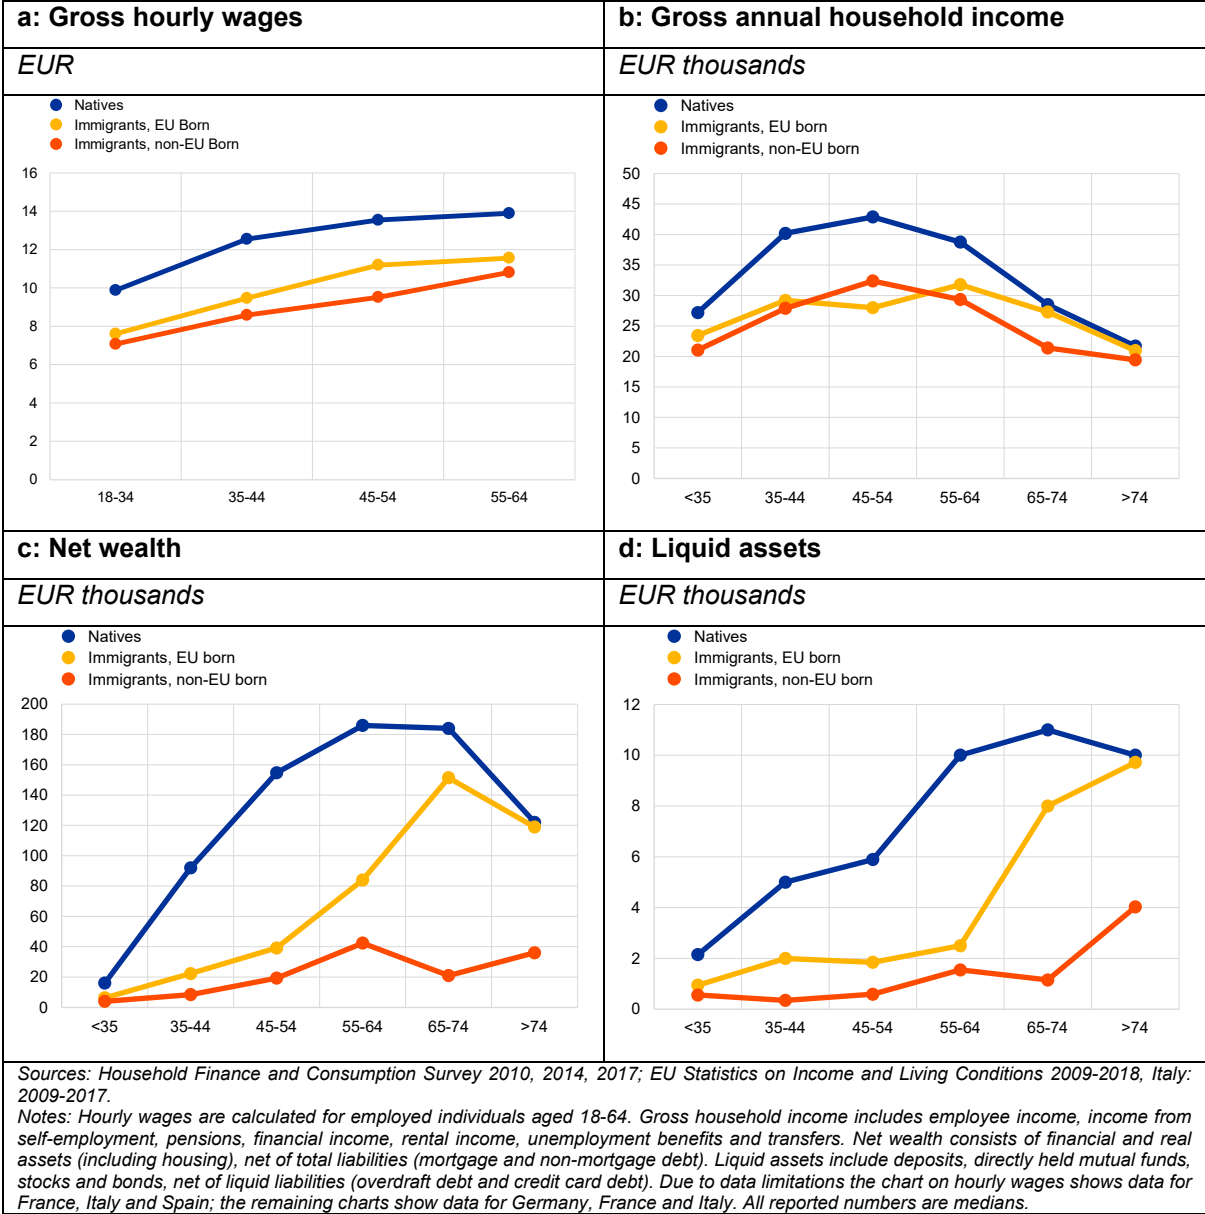 a: Gross hourly wages
EUR
Natives
Immigrants, EU Born
Immigrants, non-EU Born
16
14
12
10
8
6
4
2
0
18-34 35-44 45-54 55-64
b: Gross annual household income
EUR thousands
Natives
Immigrants, EU born
Immigrants, non-EU born
50
45
40
35
30
25
20
15
10
5
0
<35 35-44 45-54 55-64 65-74 >74
c: Net wealth
EUR thousands
Natives
Immigrants, EU born
Immigrants, non-EU born
200
180
160
140
120
100
80
60
40
20
0
<35 35-44 45-54 55-64 65-74 >74
d: Liquid assets
EUR thousands
Natives
Immigrants, EU born
Immigrants, non-EU born
12
10
8
6
4
2
0
<35 35-44 45-54 55-64 65-74 >74
Sources: Household Finance and Consumption Survey 2010, 2014, 2017; EU Statistics on Income and Living Conditions 2009-2018, Italy:
2009-2017.
Notes: Hourly wages are calculated for employed individuals aged 18-64. Gross household income includes employee income, income from
self-employment, pensions, financial income, rental income, unemployment benefits and transfers. Net wealth consists of financial and real
assets (including housing), net of total liabilities (mortgage and non-mortgage debt). Liquid assets include deposits, directly held mutual funds,
stocks and bonds, net of liquid liabilities (overdraft debt and credit card debt). Due to data limitations the chart on hourly wages shows data for
France, Italy and Spain; the remaining charts show data for Germany, France and Italy. All reported numbers are medians.